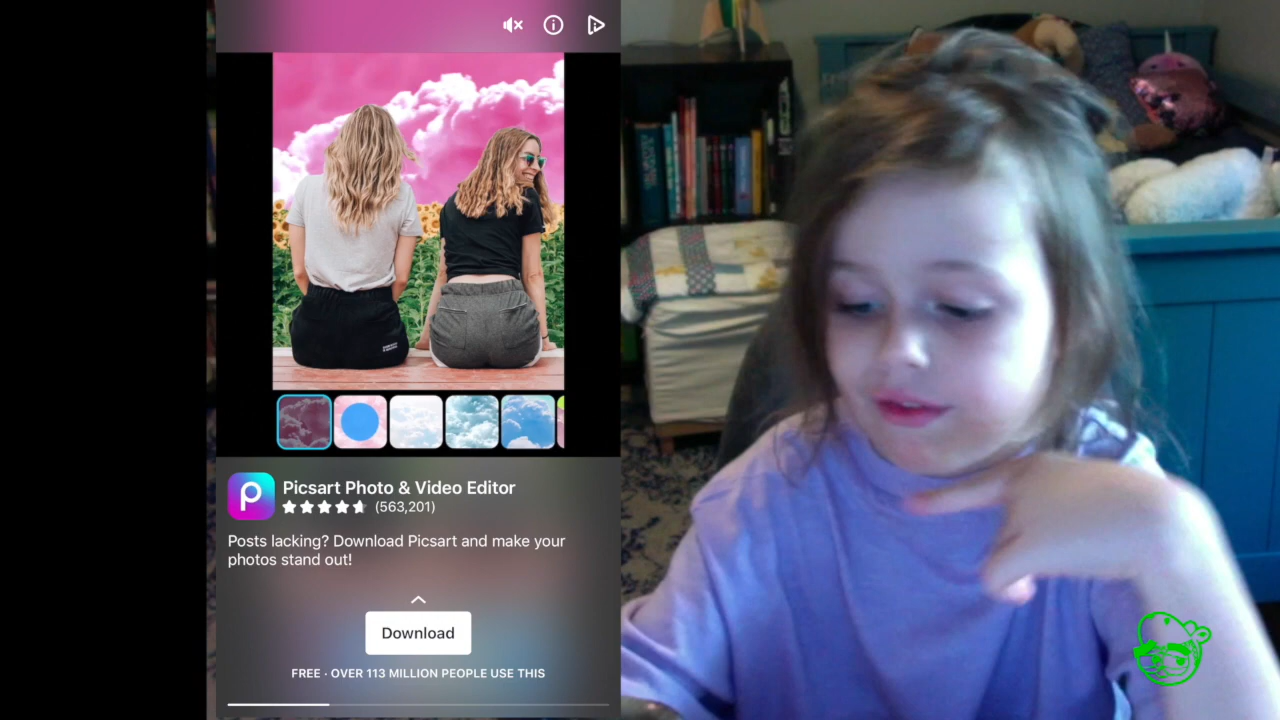 Picsart Photo & Video Editor
(563,201)
Posts lacking? Download Picsart and make your
photos stand out!
Download
FREE · OVER 113 MILLION PEOPLE USE THIS